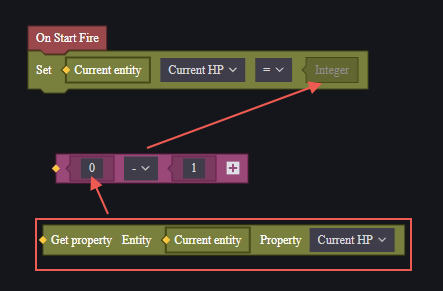 On Start Fire
Set Current entity Current HP = Integer
0 - 1 +
Get property Entity Current entity Property Current HP